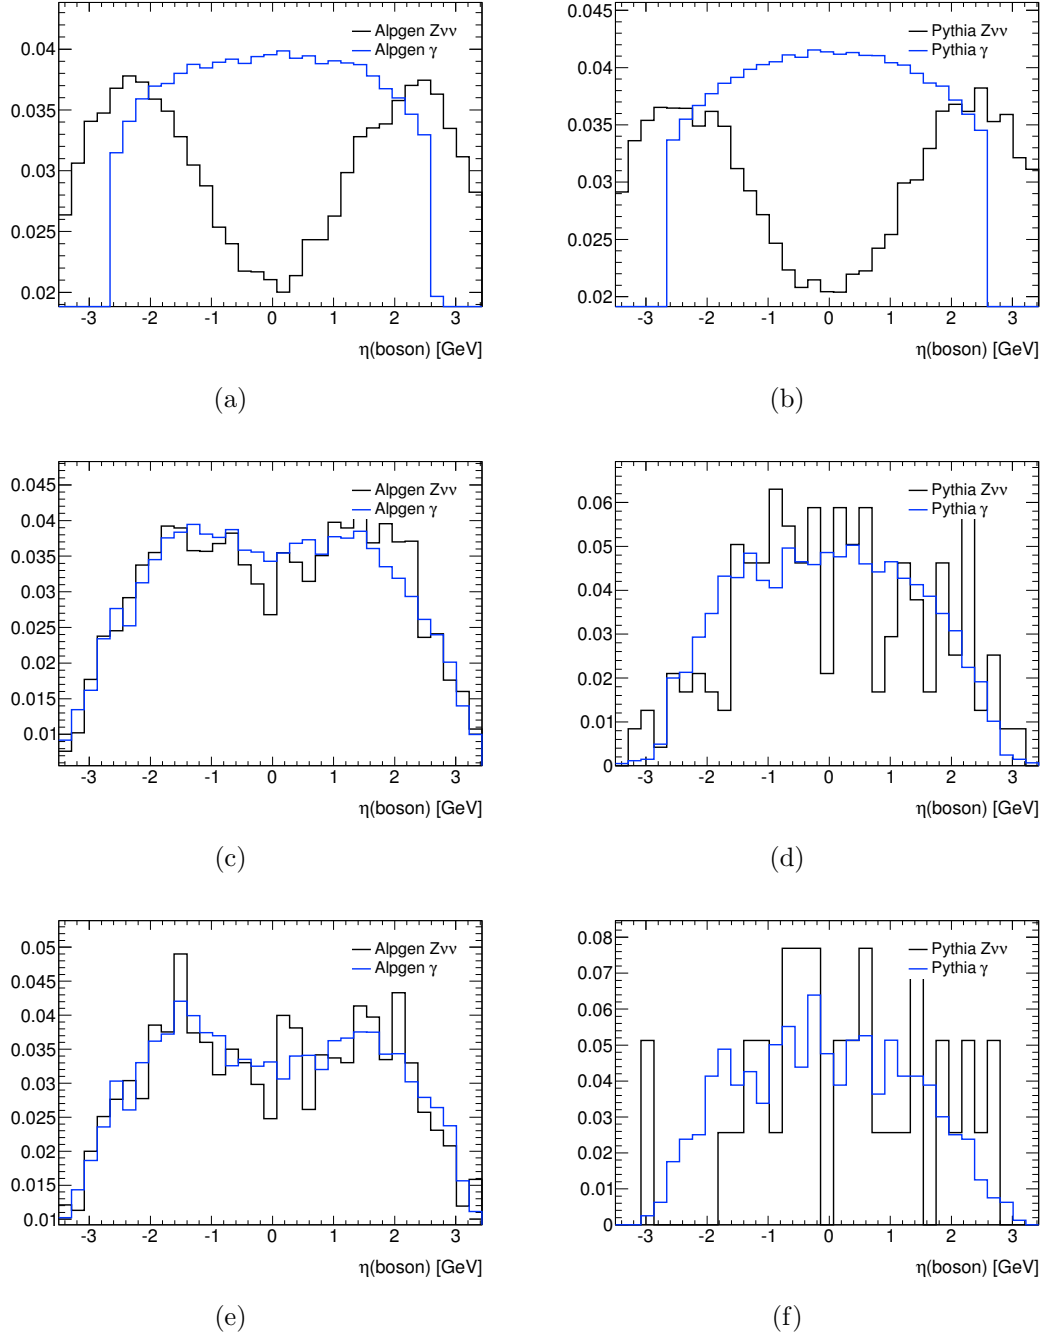 Alpgen Zνν
Alpgen γ
0.04
0.035
0.03
0.025
0.02
-3 -2 -1 0 1 2 3
η(boson) [GeV]
(a)
Pythia Zνν
Pythia γ
0.045
0.04
0.035
0.03
0.025
0.02
-3 -2 -1 0 1 2 3
η(boson) [GeV]
(b)
Alpgen Zνν
Alpgen γ
0.045
0.04
0.035
0.03
0.025
0.02
0.015
0.01
-3 -2 -1 0 1 2 3
η(boson) [GeV]
(c)
Pythia Zνν
Pythia γ
0.06
0.05
0.04
0.03
0.02
0.01
0
-3 -2 -1 0 1 2 3
η(boson) [GeV]
(d)
Alpgen Zνν
Alpgen γ
0.05
0.045
0.04
0.035
0.03
0.025
0.02
0.015
0.01
-3 -2 -1 0 1 2 3
η(boson) [GeV]
(e)
Pythia Zνν
Pythia γ
0.08
0.07
0.06
0.05
0.04
0.03
0.02
0.01
0
-3 -2 -1 0 1 2 3
η(boson) [GeV]
(f)